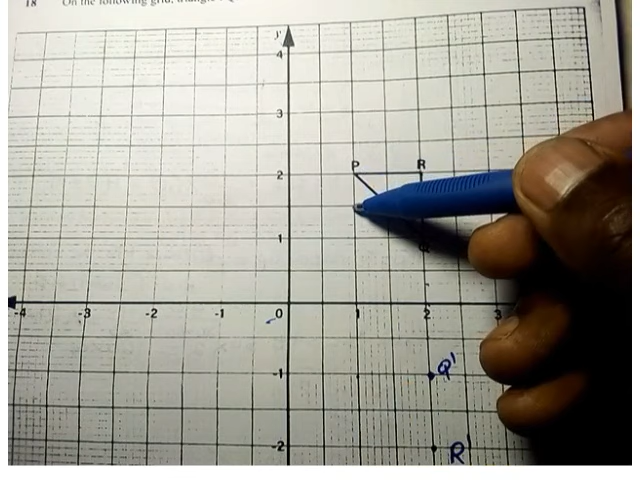 18 On the following grid, triangle
y
4
3
P R
2
1
-4 -3 -2 -1 0 1 2 3
-1 Q'
-2 R'